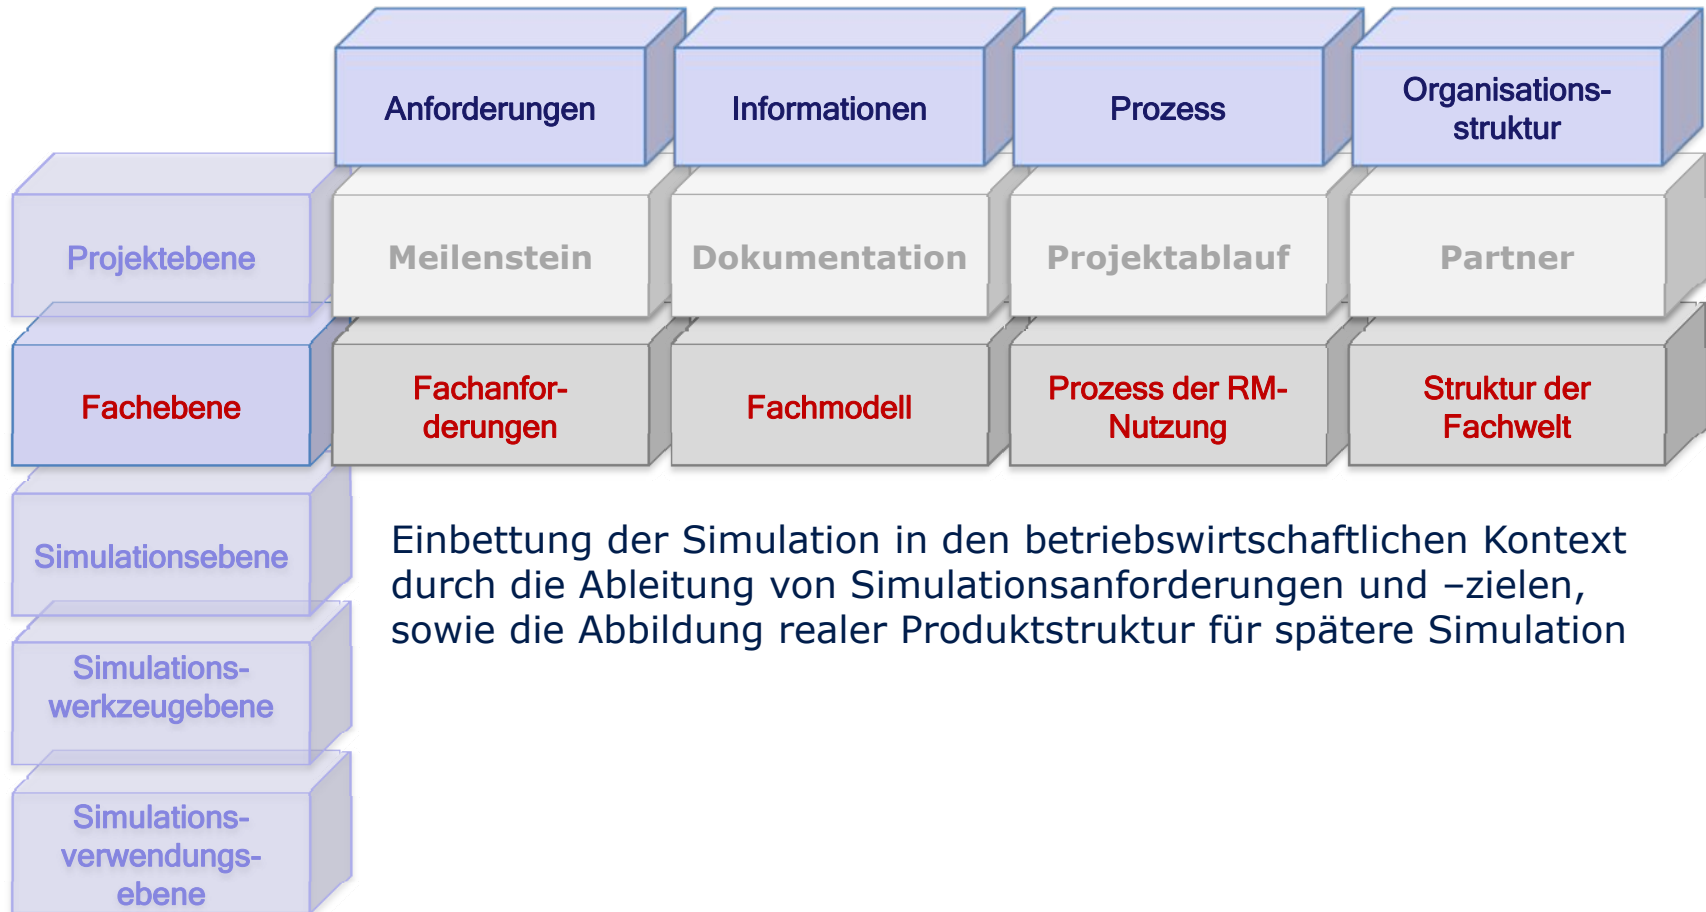 Anforderungen
Informationen
Prozess
Organisations-
struktur
Projektebene
Meilenstein
Dokumentation
Projektablauf
Partner
Fachebene
Fachanfor-
derungen
Fachmodell
Prozess der RM-
Nutzung
Struktur der
Fachwelt
Simulationsebene
Einbettung der Simulation in den betriebswirtschaftlichen Kontext
durch die Ableitung von Simulationsanforderungen und –zielen,
sowie die Abbildung realer Produktstruktur für spätere Simulation
Simulations-
werkzeugebene
Simulations-
verwendungs-
ebene